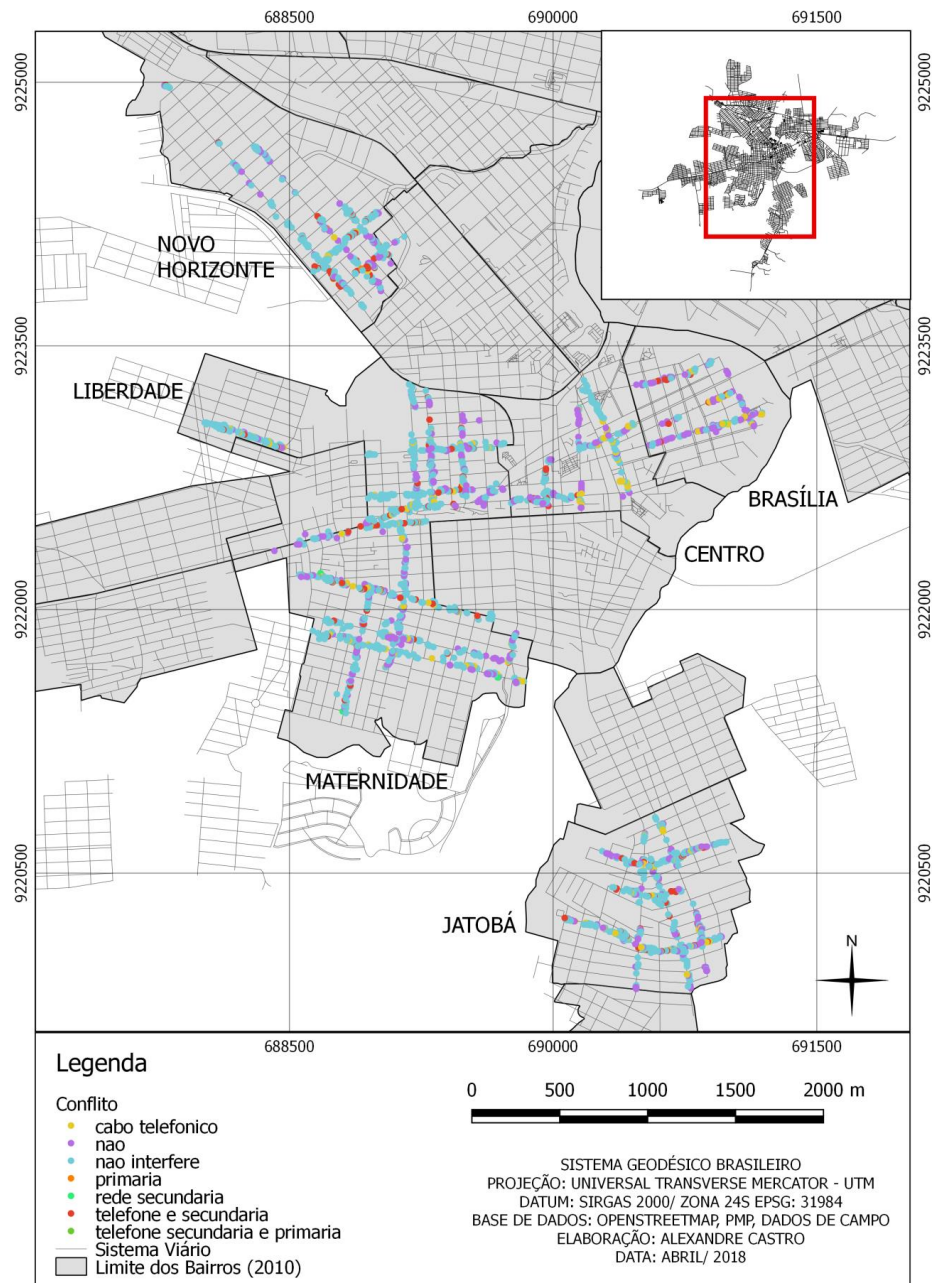 688500
690000
691500
9225000
9225000
NOVO
HORIZONTE
9223500
9223500
LIBERDADE
BRASÍLIA
CENTRO
9222000
9222000
MATERNIDADE
9220500
9220500
JATOBÁ
N
688500
690000
691500
Legenda
Conflito
cabo telefonico
nao
nao interfere
primaria
rede secundaria
telefone e secundaria
telefone secundaria e primaria
Sistema Viário
Limite dos Bairros (2010)
0 500 1000 1500 2000 m
SISTEMA GEODÉSICO BRASILEIRO
PROJEÇÃO: UNIVERSAL TRANSVERSE MERCATOR - UTM
DATUM: SIRGAS 2000/ ZONA 24S EPSG: 31984
BASE DE DADOS: OPENSTREETMAP, PMP, DADOS DE CAMPO
ELABORAÇÃO: ALEXANDRE CASTRO
DATA: ABRIL/ 2018